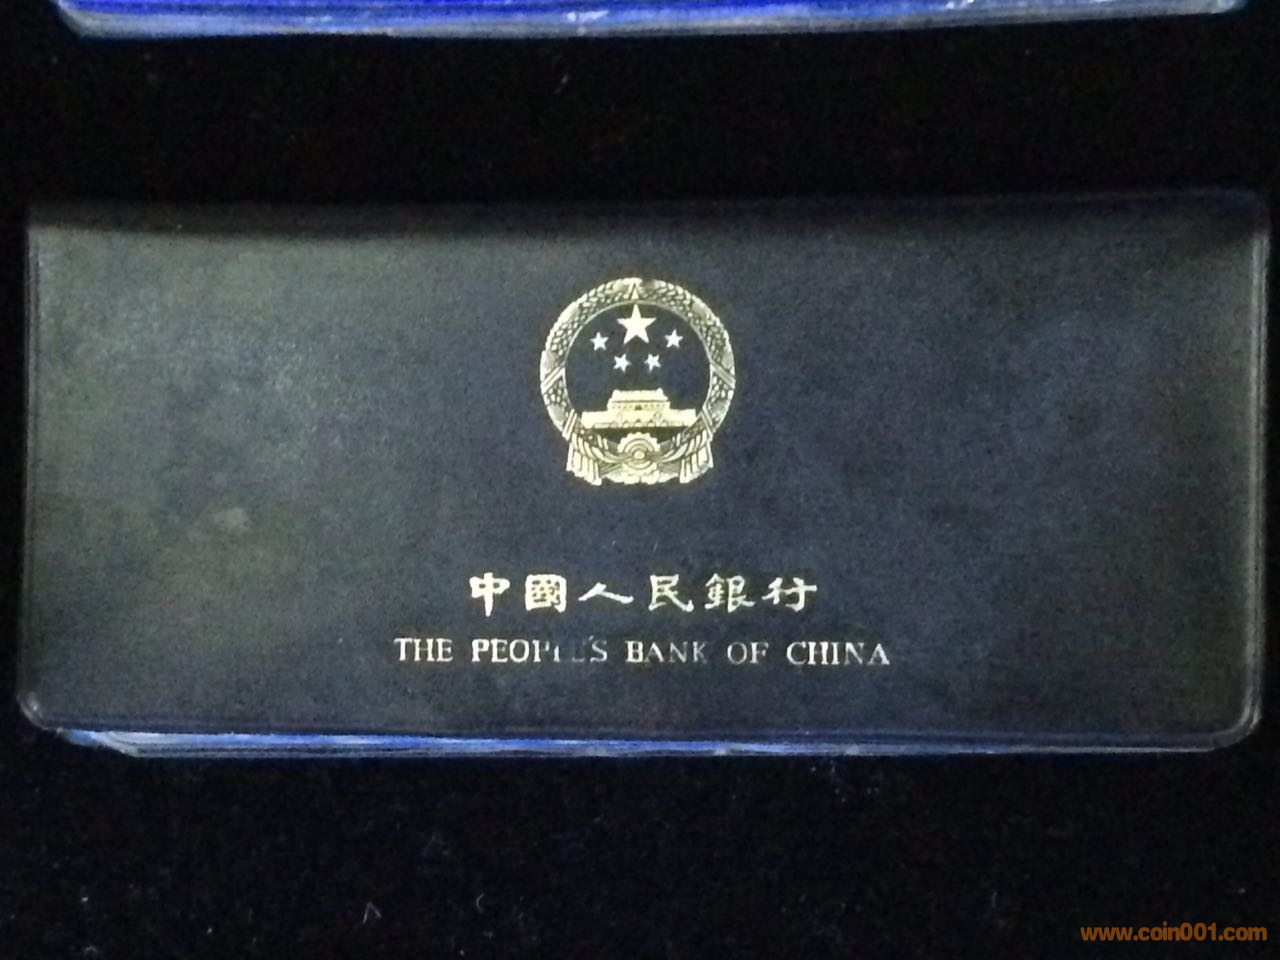 中國人民銀行
THE PEOPLE'S BANK OF CHINA
www.coin001.com